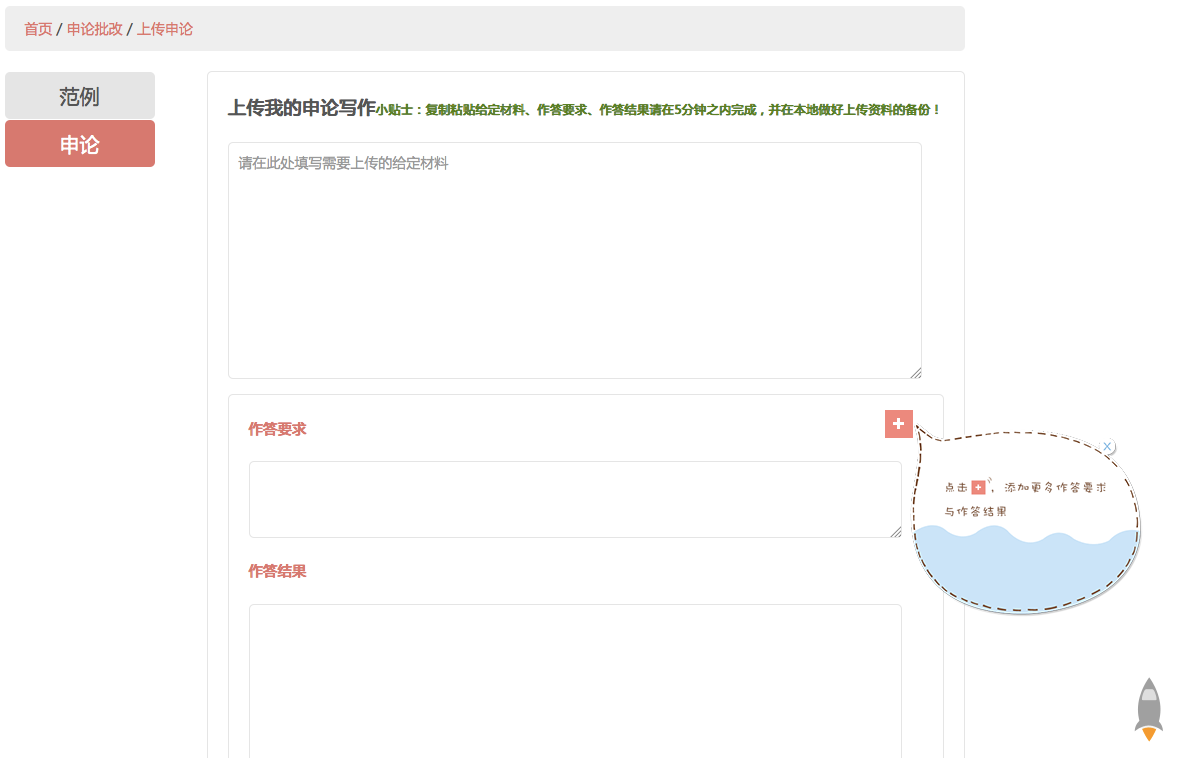 首页 / 申论批改 / 上传申论
范例
申论
上传我的申论写作小贴士：复制粘贴给定材料、作答要求、作答结果请在5分钟之内完成，并在本地做好上传资料的备份！
请在此处填写需要上传的给定材料
作答要求
点击+，添加更多作答要求
与作答结果
作答结果